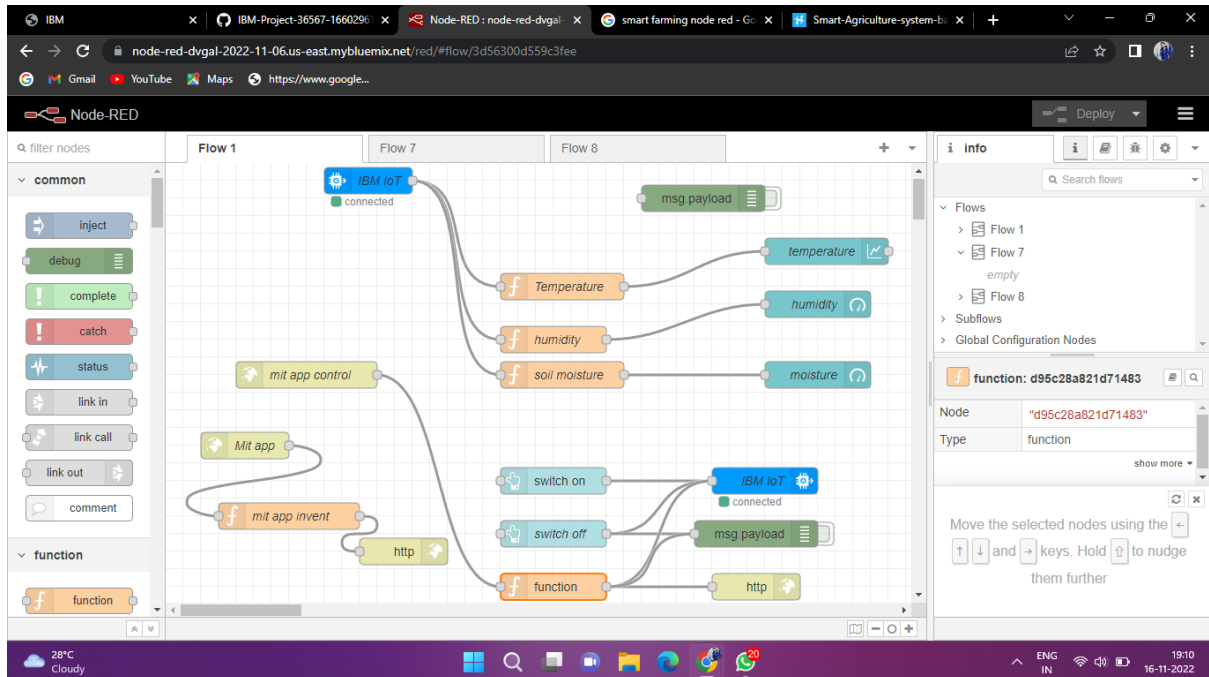 IBM
IBM-Project-36567-1660296
Node-RED : node-red-dvgal-
smart farming node red - Go
Smart-Agriculture-system-ba
node-red-dvgal-2022-11-06.us-east.mybluemix.net/red/#flow/3d56300d559c3fee
Gmail YouTube Maps https://www.google...
Node-RED Deploy
filter nodes
Flow 1 Flow 7 Flow 8
i info
common
inject
debug
complete
catch
status
link in
link call
link out
comment
function
function
IBM IoT
connected
msg.payload
temperature
Temperature
humidity
humidity
mit app control
soil moisture
moisture
Mit app
switch on
IBM IoT
connected
mit app invent
switch off
msg.payload
http
function
http
Search flows
Flows
Flow 1
Flow 7
empty
Flow 8
Subflows
Global Configuration Nodes
function: d95c28a821d71483
Node "d95c28a821d71483"
Type function
show more
Move the selected nodes using the ←
↑ ↓ and → keys. Hold ⇧ to nudge
them further
28°C
Cloudy
20
ENG
IN
19:10
16-11-2022